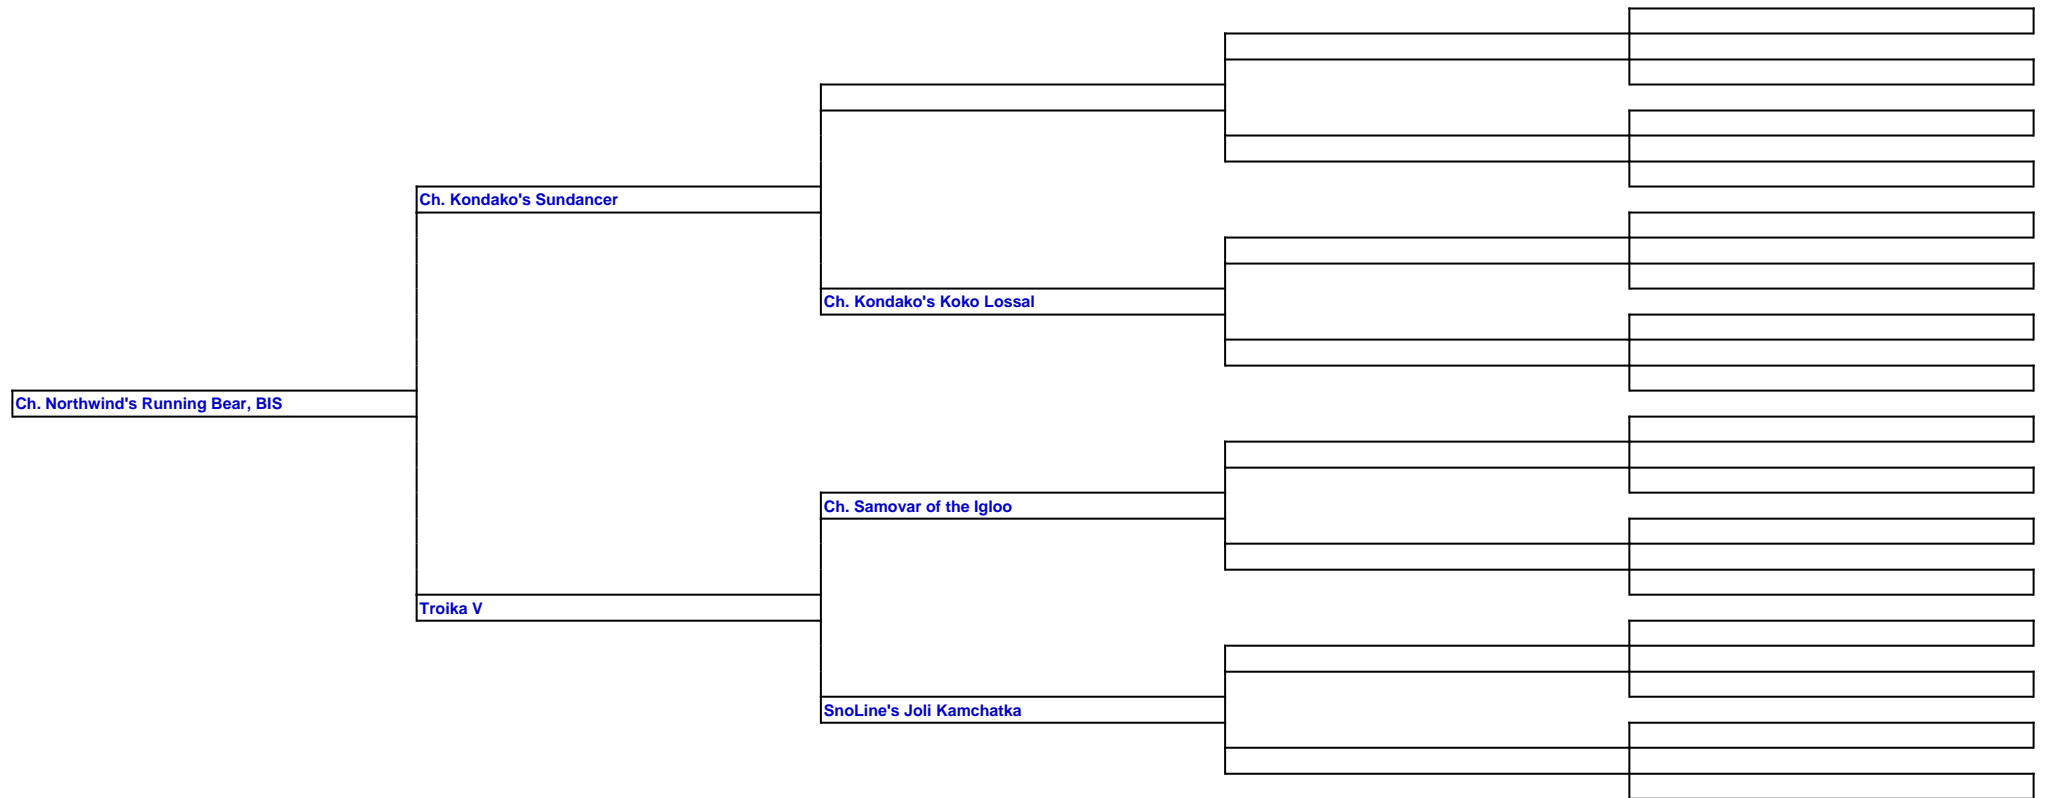 Ch. Kondako's Sundancer
Ch. Kondako's Koko Lossal
Ch. Northwind's Running Bear, BIS
Ch. Samovar of the Igloo
Troika V
SnoLine's Joli Kamchatka